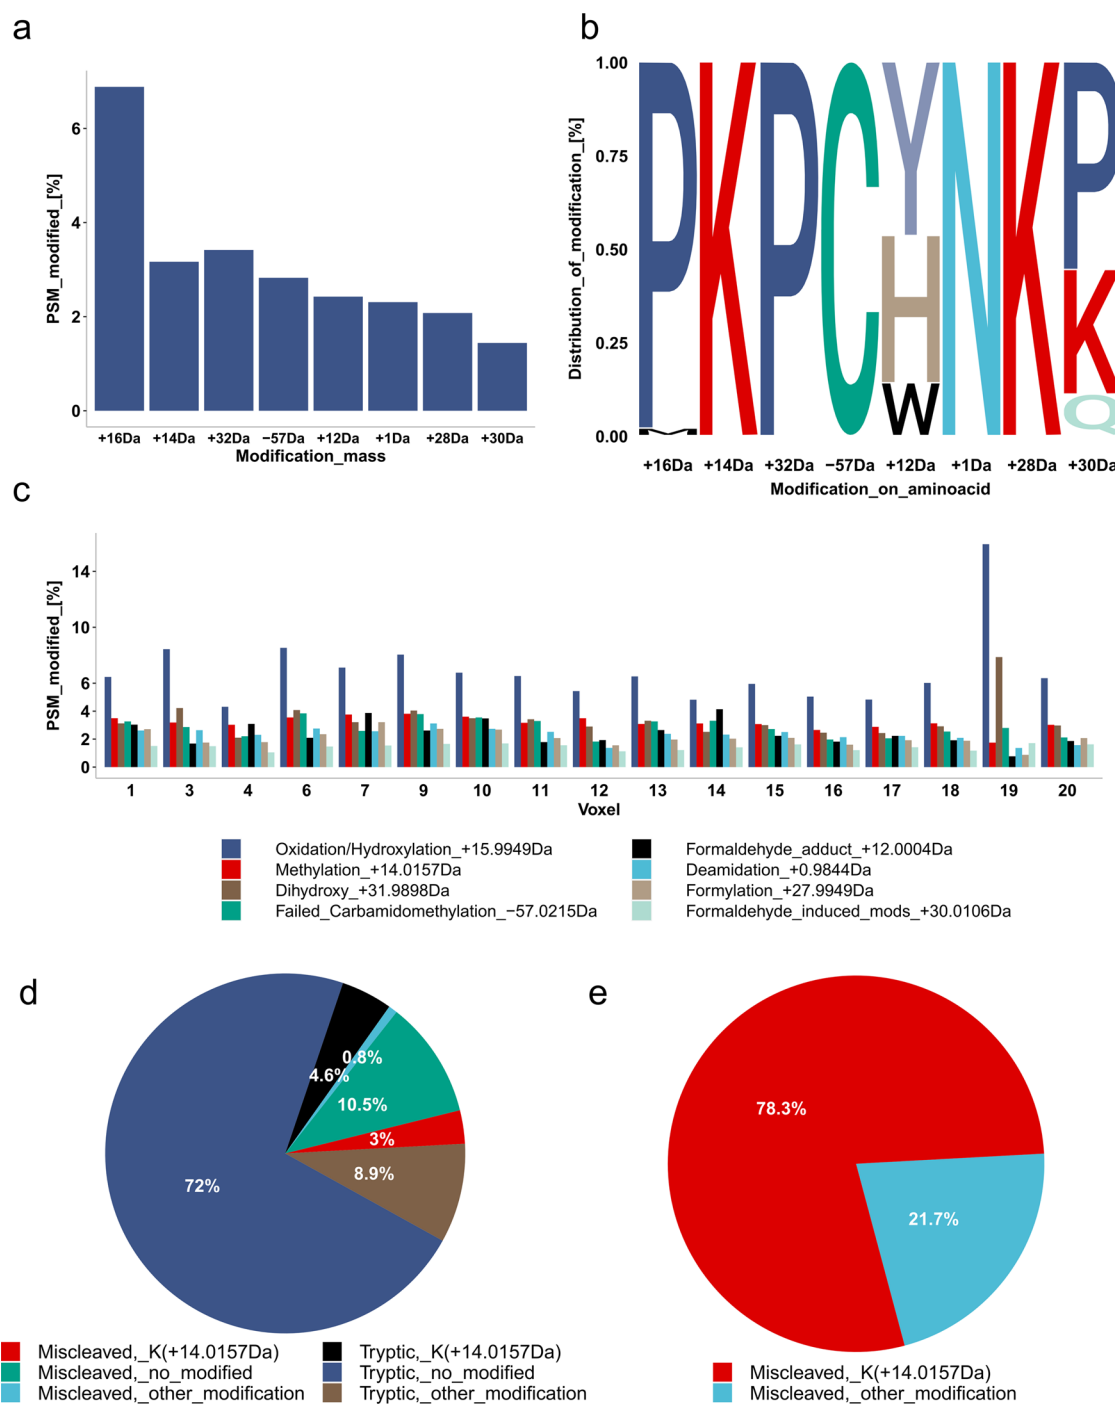 a
PSM_modified_[%]
6
4
2
0
+16Da +14Da +32Da −57Da +12Da +1Da +28Da +30Da
Modification_mass
b
Distribution_of_modification_[%]
1.00
0.75
0.50
0.25
0.00
P K P C Y N K P
H K
W Q
+16Da +14Da +32Da −57Da +12Da +1Da +28Da +30Da
Modification_on_aminoacid
c
PSM_modified_[%]
14
10
6
4
2
0
1 3 4 6 7 9 10 11 12 13 14 15 16 17 18 19 20
Voxel
Oxidation/Hydroxylation_+15.9949Da
Methylation_+14.0157Da
Dihydroxy_+31.9898Da
Failed_Carbamidomethylation_−57.0215Da
Formaldehyde_adduct_+12.0004Da
Deamidation_+0.9844Da
Formylation_+27.9949Da
Formaldehyde_induced_mods_+30.0106Da
d
0.8%
4.6%
10.5%
3%
8.9%
72%
Miscleaved,_K(+14.0157Da)
Miscleaved,_no_modified
Miscleaved,_other_modification
Tryptic,_K(+14.0157Da)
Tryptic,_no_modified
Tryptic,_other_modification
e
78.3%
21.7%
Miscleaved,_K(+14.0157Da)
Miscleaved,_other_modification